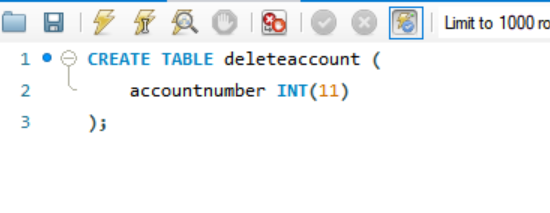 Limit to 1000 ro
1 CREATE TABLE deleteaccount (
2 accountnumber INT(11)
3 );